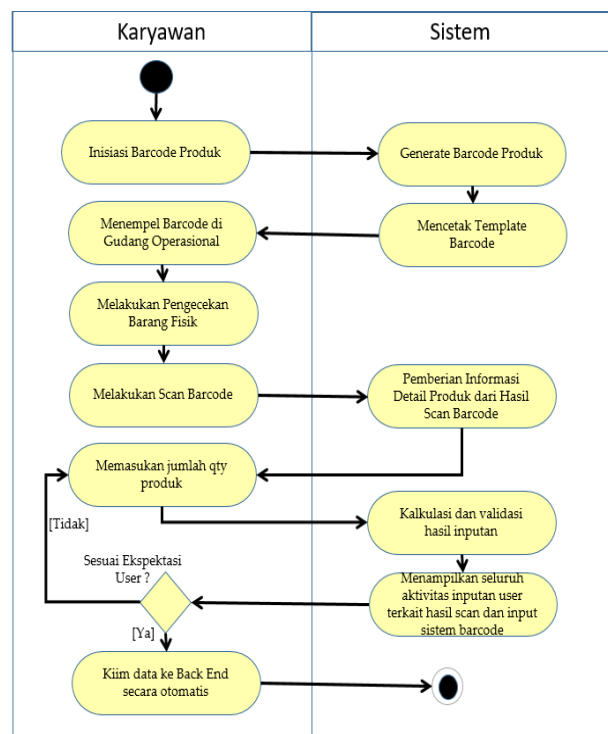 Karyawan
Sistem
Inisiasi Barcode Produk
Generate Barcode Produk
Menempel Barcode di
Gudang Operasional
Mencetak Template
Barcode
Melakukan Pengecekan
Barang Fisik
Melakukan Scan Barcode
Pemberian Informasi
Detail Produk dari Hasil
Scan Barcode
Memasukan jumlah qty
produk
[Tidak]
Kalkulasi dan validasi
hasil inputan
Sesuai Ekspektasi
User ?
Menampilkan seluruh
aktivitas inputan user
terkait hasil scan dan input
sistem barcode
[Ya]
Kiim data ke Back End
secara otomatis